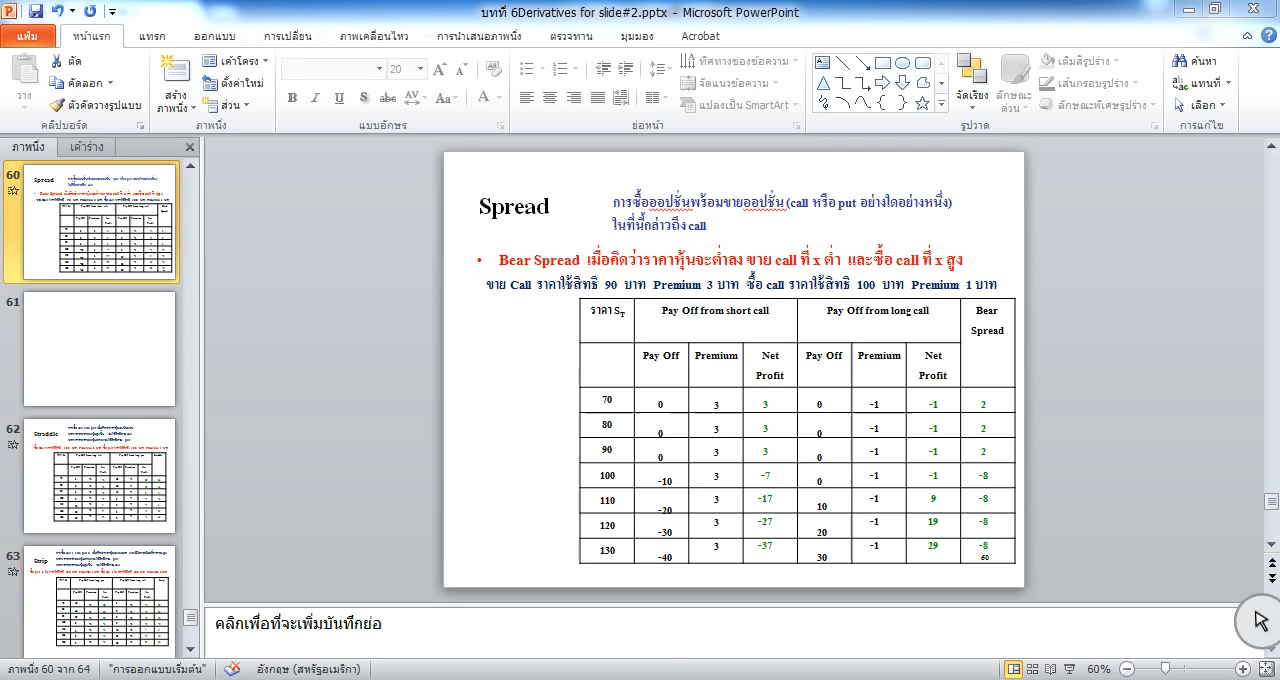 บทที่ 6Derivatives for slide#2.pptx - Microsoft PowerPoint
แฟ้ม หน้าแรก แทรก ออกแบบ การเปลี่ยน ภาพเคลื่อนไหว การนำเสนอภาพนิ่ง ตรวจทาน มุมมอง Acrobat
วาง ตัด คัดลอก ตัวคัดวางรูปแบบ คลิปบอร์ด
สร้าง ภาพนิ่ง เค้าโครง ตั้งค่าใหม่ ส่วน ภาพนิ่ง
20 แบบอักษร
ทิศทางของข้อความ จัดแนวข้อความ แปลงเป็น SmartArt ย่อหน้า
จัดเรียง ลักษณะด่วน เติมสีรูปร่าง เส้นกรอบรูปร่าง ลักษณะพิเศษรูปร่าง รูปวาด
ค้นหา แทนที่ เลือก การแก้ไข
ภาพนิ่ง เค้าร่าง
60
Spread
61
62
Straddle
63
Strip
Spread
การซื้อออปชั่นพร้อมขายออปชั่น (call หรือ put อย่างใดอย่างหนึ่ง)
ในที่นี้กล่าวถึง call
• Bear Spread เมื่อคิดว่าราคาหุ้นจะต่ำลง ขาย call ที่ x ต่ำ และซื้อ call ที่ x สูง
ขาย Call ราคาใช้สิทธิ 90 บาท Premium 3 บาท ซื้อ call ราคาใช้สิทธิ 100 บาท Premium 1 บาท
ราคา ST Pay Off from short call Pay Off from long call Bear Spread
Pay Off Premium Net Profit Pay Off Premium Net Profit
70 0 3 3 0 -1 -1 2
80 0 3 3 0 -1 -1 2
90 0 3 3 0 -1 -1 2
100 -10 3 -7 0 -1 -1 -8
110 -20 3 -17 10 -1 9 -8
120 -30 3 -27 20 -1 19 -8
130 -40 3 -37 30 -1 29 -8
60
คลิกเพื่อที่จะเพิ่มบันทึกย่อ
ภาพนิ่ง 60 จาก 64 "การออกแบบเริ่มต้น" อังกฤษ (สหรัฐอเมริกา) 60%